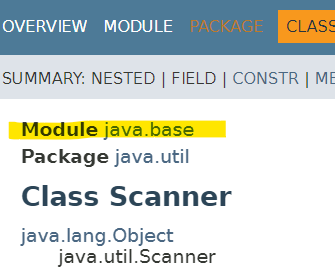 OVERVIEW MODULE PACKAGE CLASS
SUMMARY: NESTED | FIELD | CONSTR |
Module java.base
Package java.util
Class Scanner
java.lang.Object
java.util.Scanner